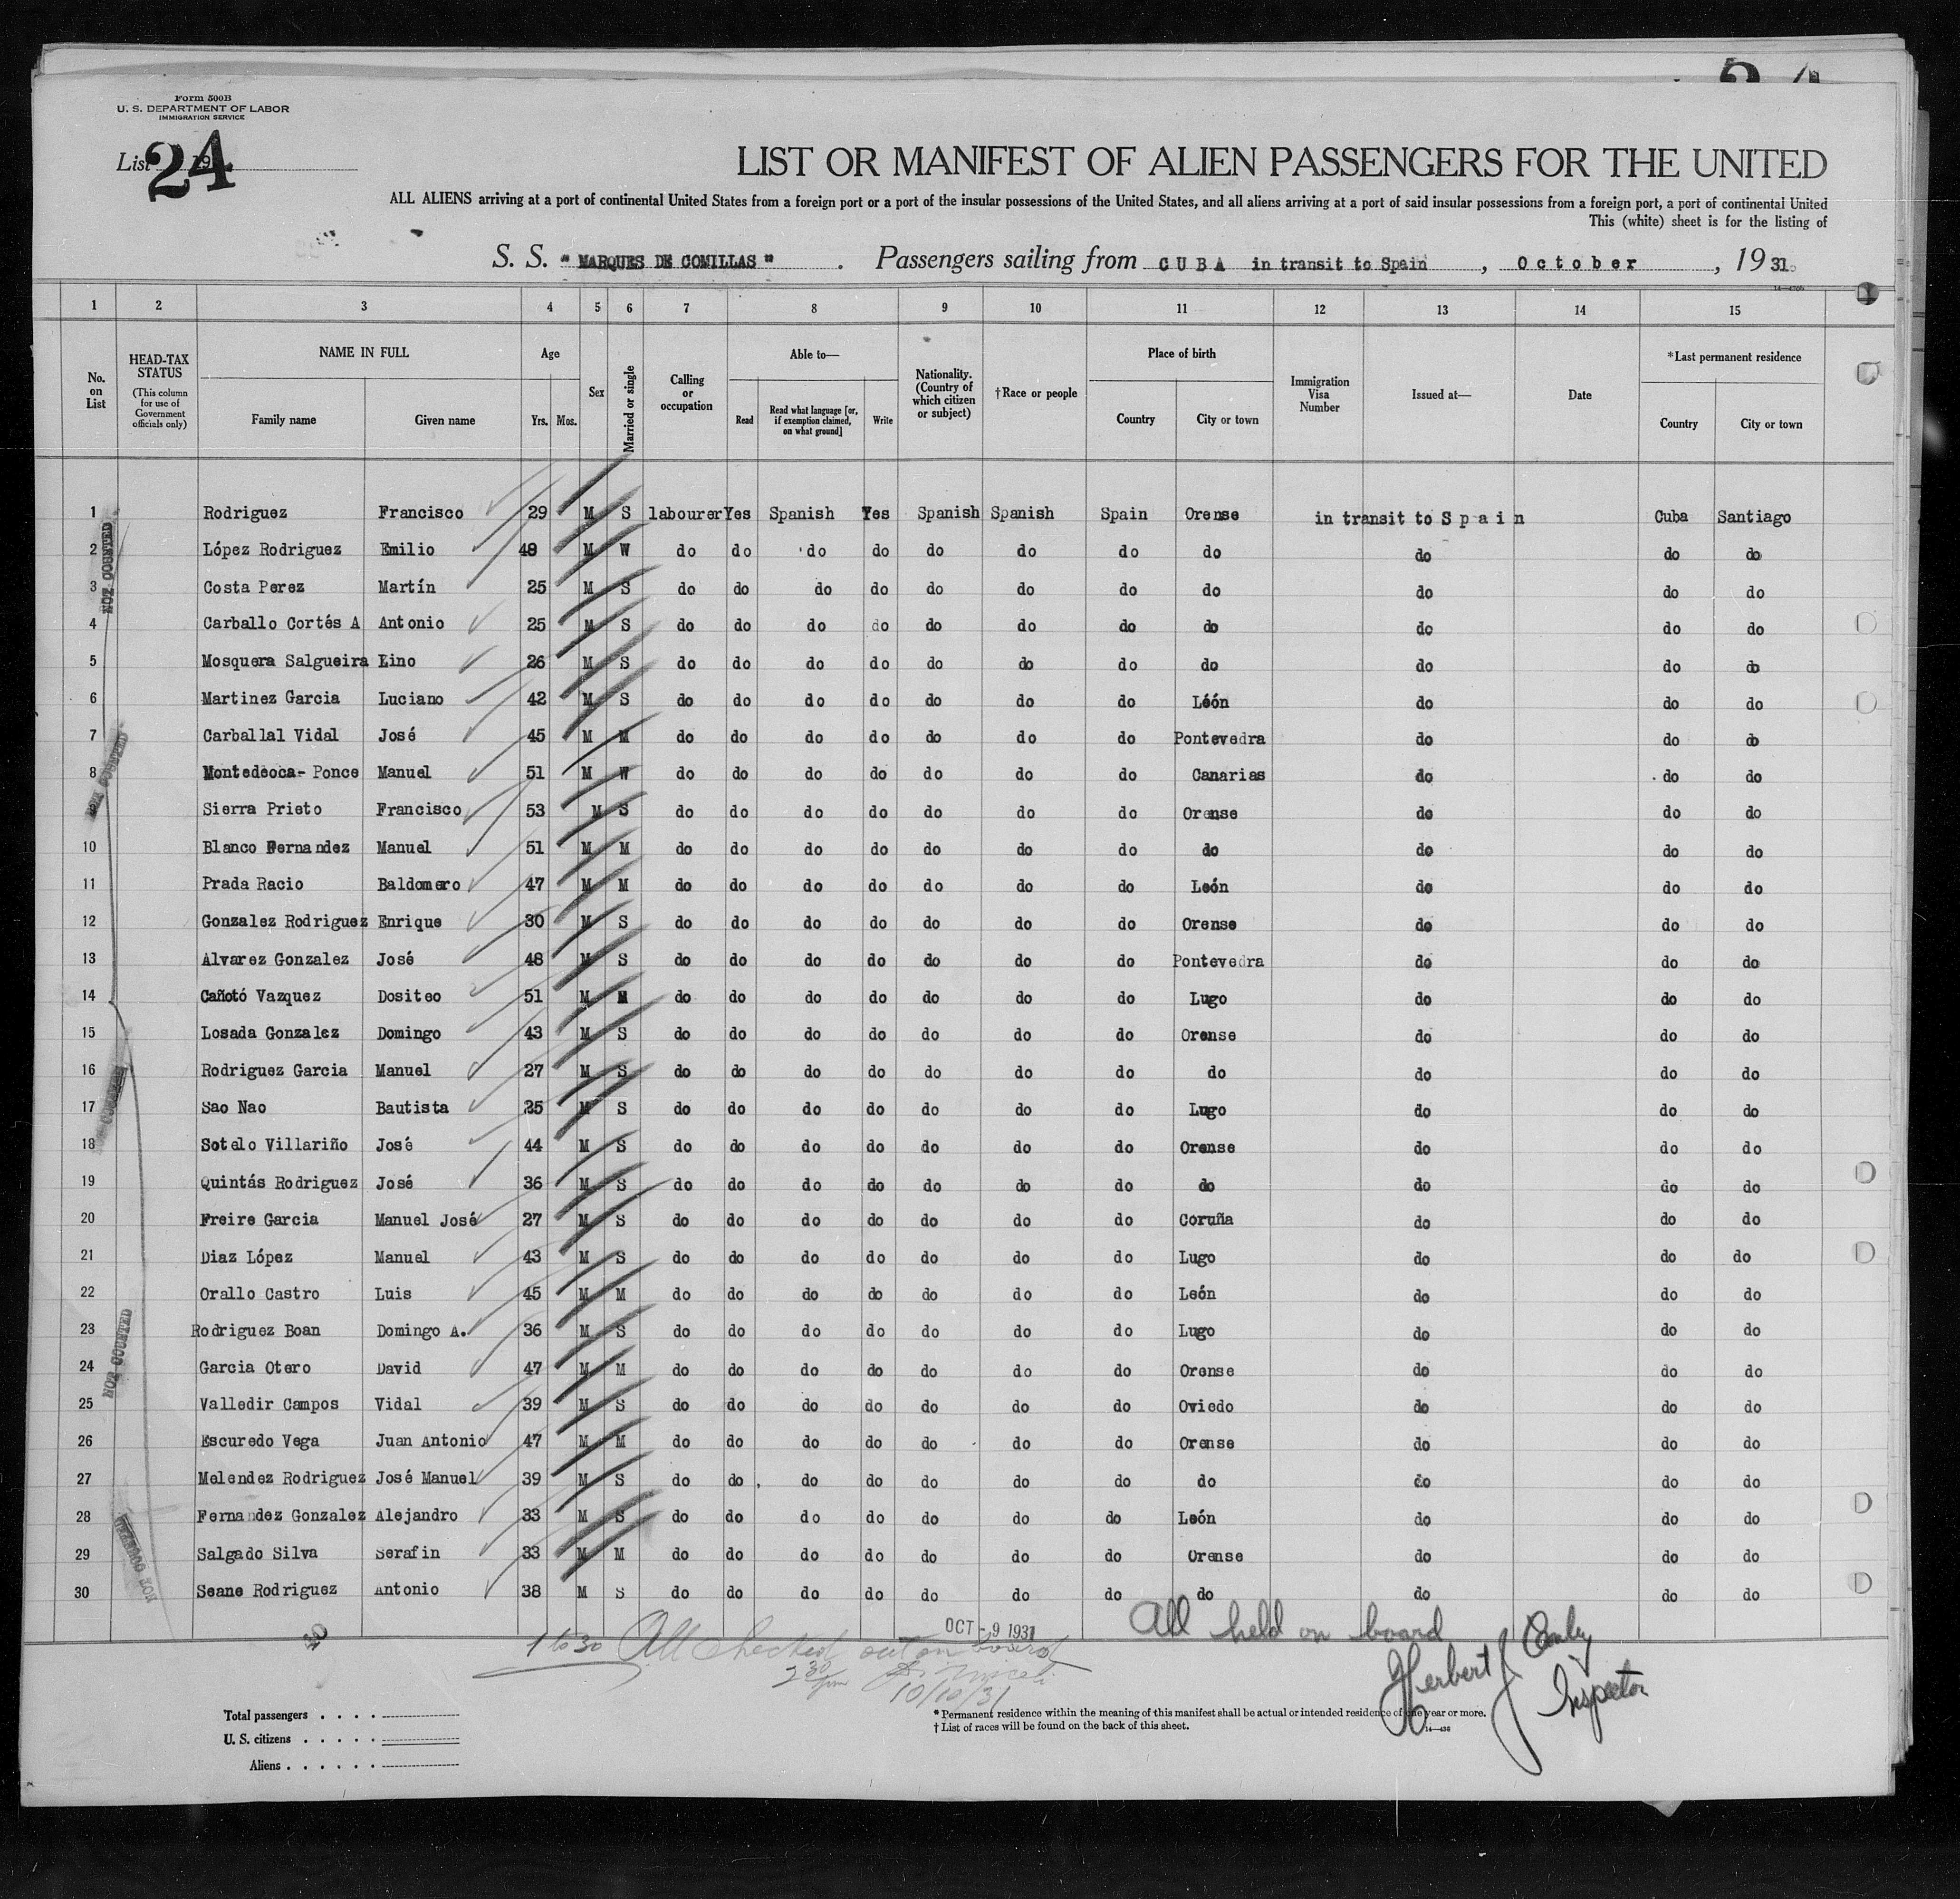 Form 500B
U. S. DEPARTMENT OF LABOR
IMMIGRATION SERVICE
List 24
LIST OR MANIFEST OF ALIEN PASSENGERS FOR THE UNITED
ALL ALIENS arriving at a port of continental United States from a foreign port or a port of the insular possessions of the United States, and all aliens arriving at a port of said insular possessions from a foreign port, a port of continental United
This (white) sheet is for the listing of
S. S. "MARQUES DE COMILLAS". Passengers sailing from CUBA in transit to Spain, October, 1931
1 2 3 4 5 6 7 8 9 10 11 12 13 14 15
No. on List HEAD-TAX STATUS (This column for use of Government officials only) NAME IN FULL Family name Given name Age Yrs. Mos. Sex Married or single Calling or occupation Able to— Read Read what language [or, if exemption claimed, on what ground] Write Nationality. (Country of which citizen or subject) †Race or people Place of birth Country City or town Immigration Visa Number Issued at— Date *Last permanent residence Country City or town
1 Rodriguez Francisco 29 M S labourer Yes Spanish Yes Spanish Spanish Spain Orense in transit to Spain Cuba Santiago
2 López Rodriguez Emilio 48 M W do do do do do do do do do do do
3 Costa Perez Martín 25 M S do do do do do do do do do do do
4 Carballo Cortés A Antonio 25 M S do do do do do do do do do do do
5 Mosquera Salgueira Lino 26 M S do do do do do do do do do do do
6 Martinez Garcia Luciano 42 M S do do do do do do do Léón do do do
7 Carballal Vidal José 45 M M do do do do do do do Pontevedra do do do
8 Montedeoca- Ponce Manuel 51 M W do do do do do do do Canarias do do do
9 Sierra Prieto Francisco 53 M S do do do do do do do Orense do do do
10 Blanco Fernandez Manuel 51 M M do do do do do do do do do do do
11 Prada Racio Baldomero 47 M M do do do do do do do León do do do
12 Gonzalez Rodriguez Enrique 30 M S do do do do do do do Orense do do do
13 Alvarez Gonzalez José 48 M S do do do do do do do Pontevedra do do do
14 Cañotó Vazquez Dositeo 51 M M do do do do do do do Lugo do do do
15 Losada Gonzalez Domingo 43 M S do do do do do do do Orense do do do
16 Rodriguez Garcia Manuel 27 M S do do do do do do do do do do do
17 Sao Nao Bautista 25 M S do do do do do do do Lugo do do do
18 Sotelo Villariño José 44 M S do do do do do do do Orense do do do
19 Quintás Rodriguez José 36 M S do do do do do do do do do do do
20 Freire Garcia Manuel José 27 M S do do do do do do do Coruña do do do
21 Diaz López Manuel 43 M S do do do do do do do Lugo do do do
22 Orallo Castro Luis 45 M M do do do do do do do León do do do
23 Rodriguez Boan Domingo A. 36 M S do do do do do do do Lugo do do do
24 Garcia Otero David 47 M M do do do do do do do Orense do do do
25 Valledir Campos Vidal 39 M S do do do do do do do Oviedo do do do
26 Escuredo Vega Juan Antonio 47 M M do do do do do do do Orense do do do
27 Melendez Rodriguez José Manuel 39 M S do do do do do do do do do do do
28 Fernandez Gonzalez Alejandro 33 M S do do do do do do do León do do do
29 Salgado Silva Serafin 33 M M do do do do do do do Orense do do do
30 Seane Rodriguez Antonio 38 M S do do do do do do do do do do do
NOT COUNTED
NOT COUNTED
NOT COUNTED
NOT COUNTED
NOT COUNTED
OCT -9 1931
1 to 30 All checked out on board
2 30 pm
10/10/31
All held on board
Herbert J.
Inspector
Total passengers
U. S. citizens
Aliens
* Permanent residence within the meaning of this manifest shall be actual or intended residence of one year or more.
† List of races will be found on the back of this sheet.
14—436